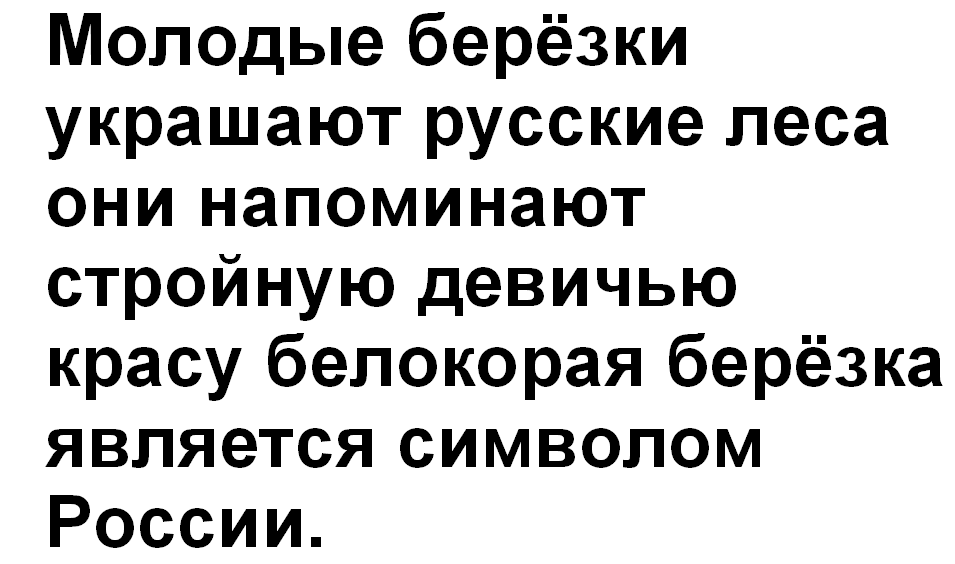 Молодые берёзки
украшают русские леса
они напоминают
стройную девичью
красу белокорая берёзка
является символом
России.